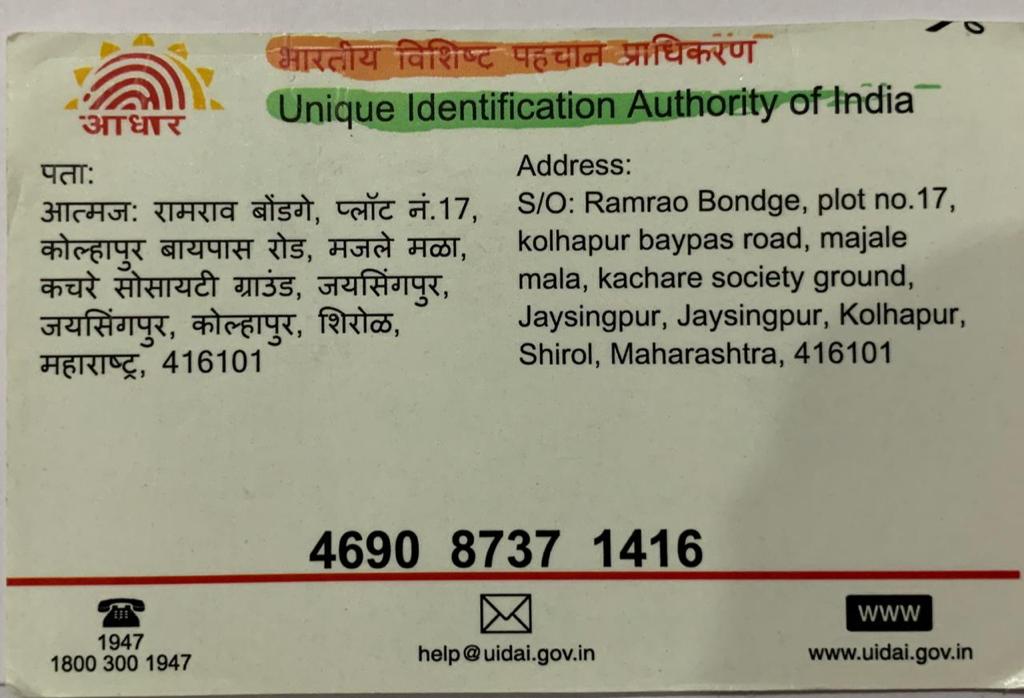 आधार
भारतीय विशिष्ट पहचान प्राधिकरण
Unique Identification Authority of India
पता:
आत्मज: रामराव बोंडगे, प्लॉट नं.17,
कोल्हापुर बायपास रोड, मजले मळा,
कचरे सोसायटी ग्राउंड, जयसिंगपुर,
जयसिंगपुर, कोल्हापुर, शिरोळ,
महाराष्ट्र, 416101
Address:
S/O: Ramrao Bondge, plot no.17,
kolhapur baypas road, majale
mala, kachare society ground,
Jaysingpur, Jaysingpur, Kolhapur,
Shirol, Maharashtra, 416101
4690 8737 1416
1947
1800 300 1947
help@uidai.gov.in
www
www.uidai.gov.in